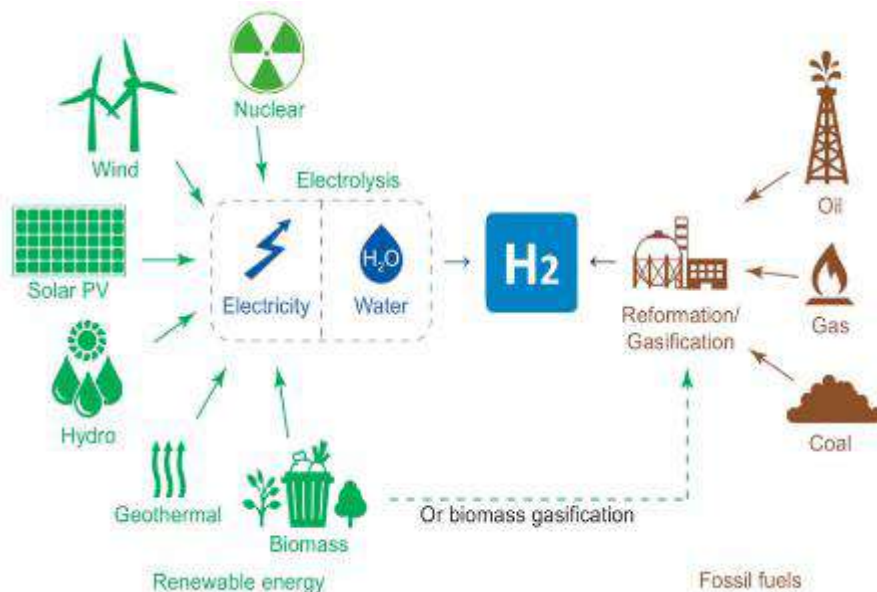 Nuclear
Wind
Electrolysis
Oil
Solar PV
H₂O
H2
Electricity
Water
Reformation/
Gasification
Gas
Hydro
Coal
Geothermal
Biomass
Or biomass gasification
Renewable energy
Fossil fuels